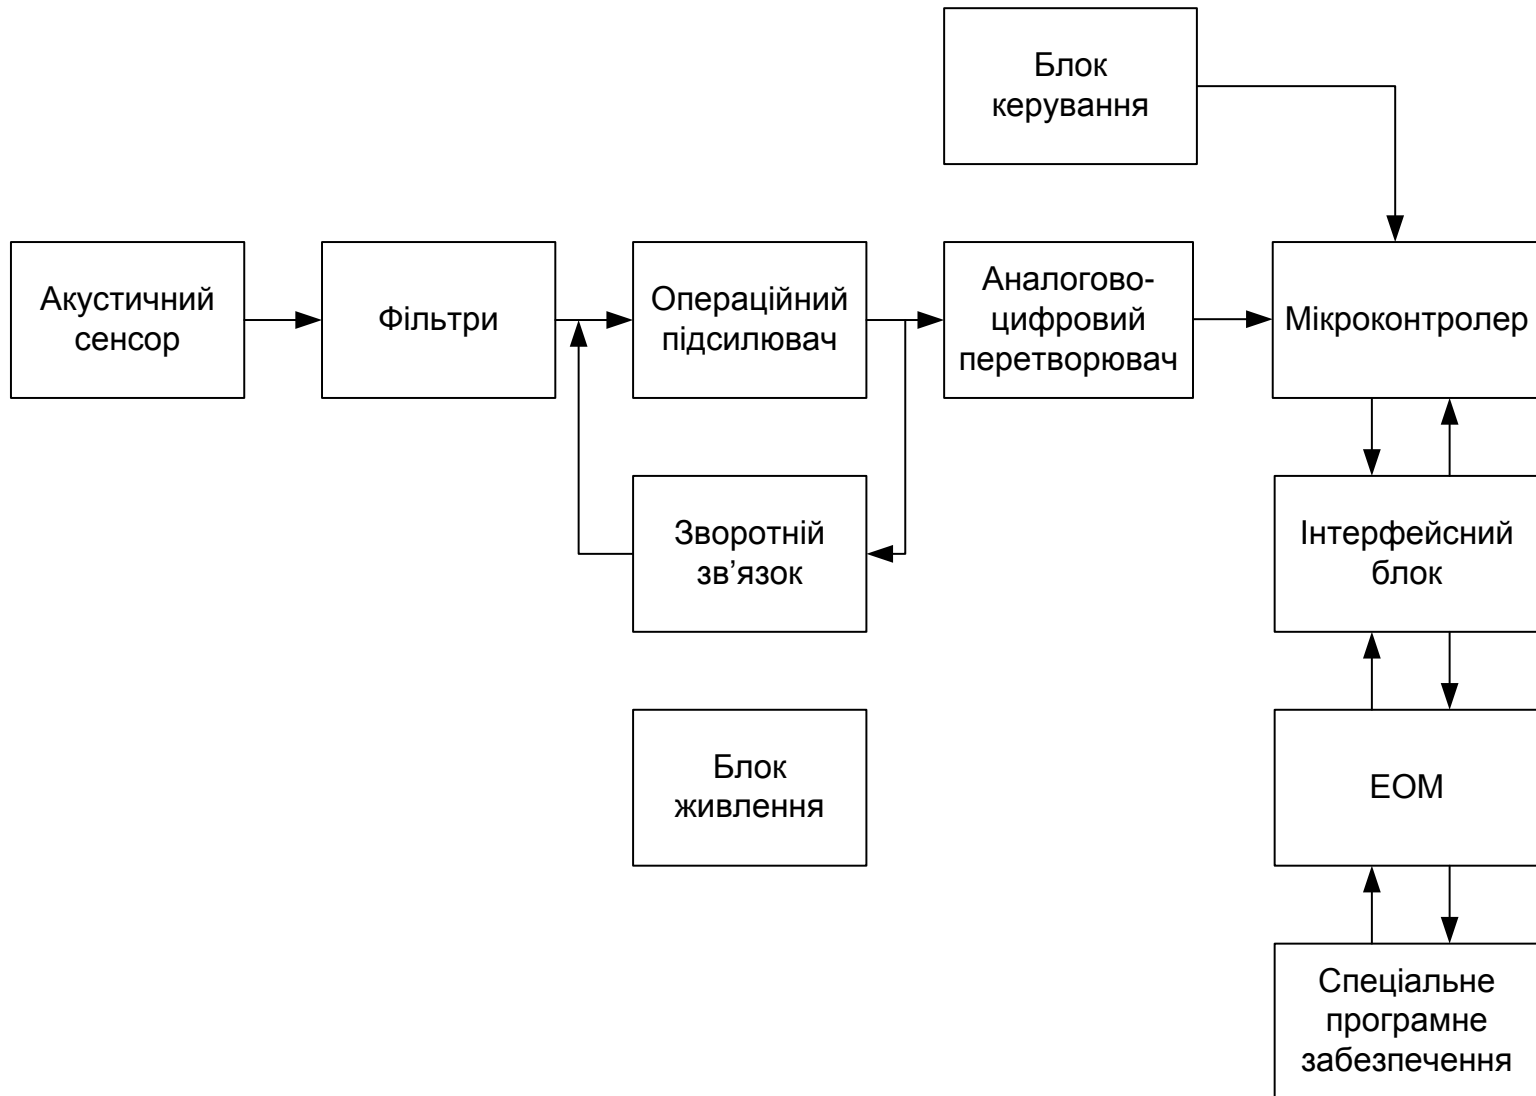 Блок
керування
Акустичний
сенсор
Фільтри
Операційний
підсилювач
Аналогово-
цифровий
перетворювач
Мікроконтролер
Зворотній
зв’язок
Інтерфейсний
блок
Блок
живлення
ЕОМ
Спеціальне
програмне
забезпечення